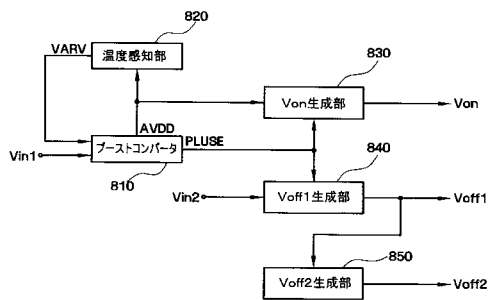 820
VARV
温度感知部
830
Von生成部
Von
AVDD
PLUSE
Vin1
ブーストコンバータ
810
840
Vin2
Voff1生成部
Voff1
850
Voff2生成部
Voff2